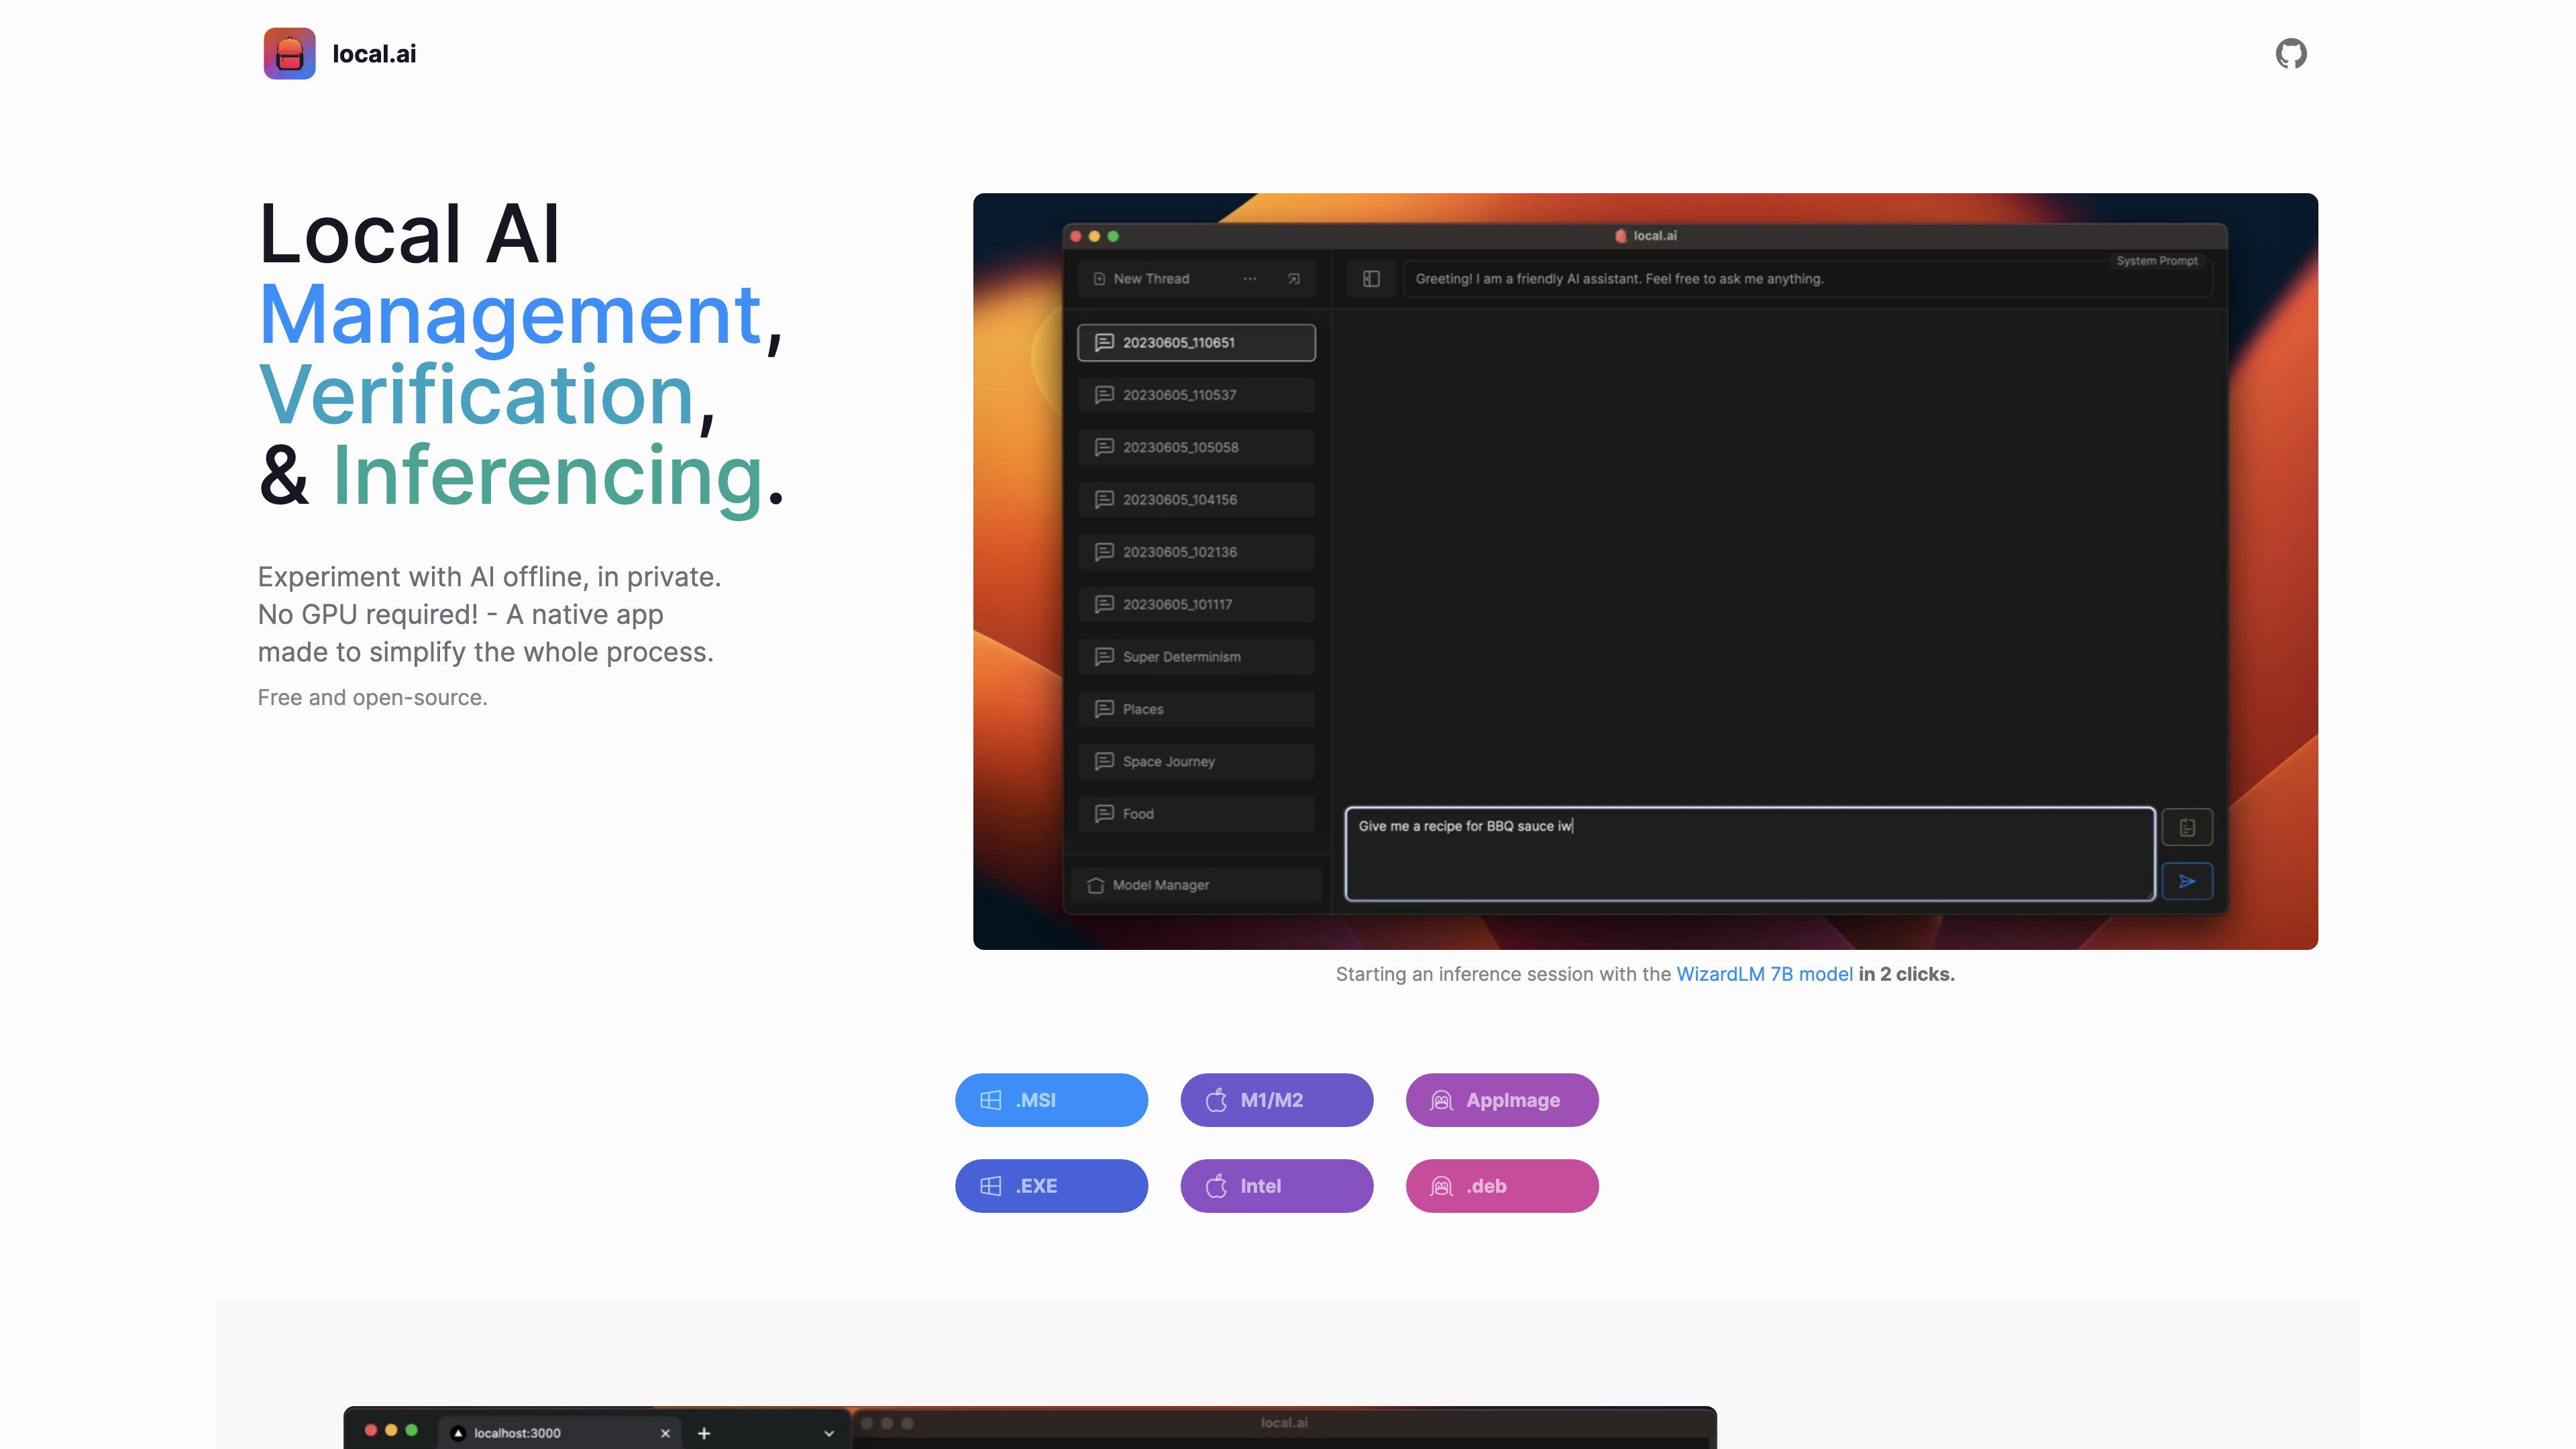 local.ai
Local AI
Management,
Verification,
& Inferencing.
Experiment with AI offline, in private.
No GPU required! - A native app
made to simplify the whole process.
Free and open-source.
local.ai
New Thread
System Prompt
Greeting! I am a friendly AI assistant. Feel free to ask me anything.
20230605_110651
20230605_110537
20230605_105058
20230605_104156
20230605_102136
20230605_101117
Super Determinism
Places
Space Journey
Food
Model Manager
Give me a recipe for BBQ sauce iw
Starting an inference session with the WizardLM 7B model in 2 clicks.
.MSI
M1/M2
AppImage
.EXE
Intel
.deb
localhost:3000
local.ai